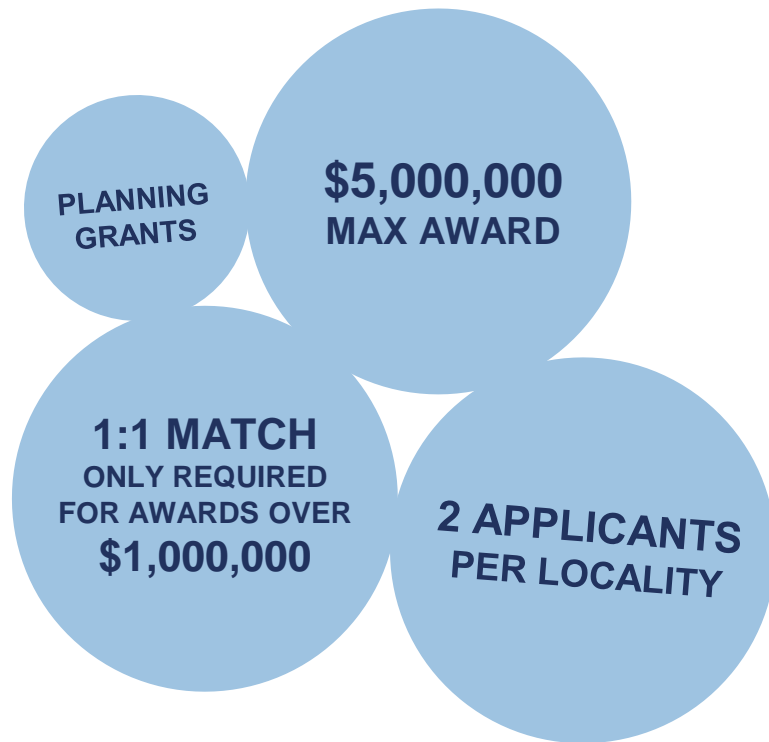 PLANNING
GRANTS
$5,000,000
MAX AWARD
1:1 MATCH
ONLY REQUIRED
FOR AWARDS OVER
$1,000,000
2 APPLICANTS
PER LOCALITY